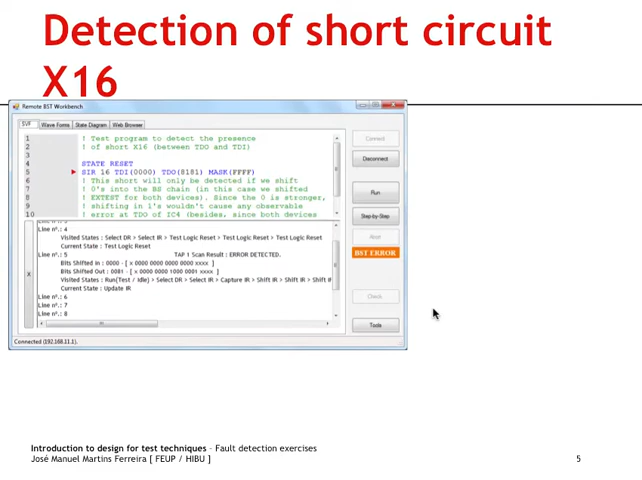 Detection of short circuit
X16
Remote BST Workbench
SVF Wave Forms State Diagram Web Browser
1 ! Test program to detect the presence
2 ! of short X16 (between TDO and TDI)
3
4 STATE RESET
5 SIR 16 TDI(0000) TDO(8181) MASK(FFFF)
6 ! This short will only be detected if we shift
7 ! 0's into the BS chain (in this case we shifted
8 ! EXTEST for both devices). Since the 0 is stronger,
9 ! shifting in 1's wouldn't cause any observable
10 ! error at TDO of IC4 (besides, since both devices
Connect
Disconnect
Run
Step-by-Step
Abort
BST ERROR
Check
Tools
X
Line nº.: 3
Line nº.: 4
Visited States : Select DR > Select IR > Test Logic Reset > Test Logic Reset > Test Logic Reset
Current State : Test Logic Reset
Line nº.: 5 TAP 1 Scan Result : ERROR DETECTED.
Bits Shifted in : 0000 - [ x 0000 0000 0000 xxxx ]
Bits Shifted Out : 0081 - [ x 0000 0000 1000 0001 xxxx ]
Visited States : Run(Test / Idle) > Select DR > Select IR > Capture IR > Shift IR > Shift IR > Shift I
Current State : Update IR
Line nº.: 6
Line nº.: 7
Line nº.: 8
Connected (192.168.11.1).
Introduction to design for test techniques – Fault detection exercises
José Manuel Martins Ferreira [ FEUP / HIBU ]
5